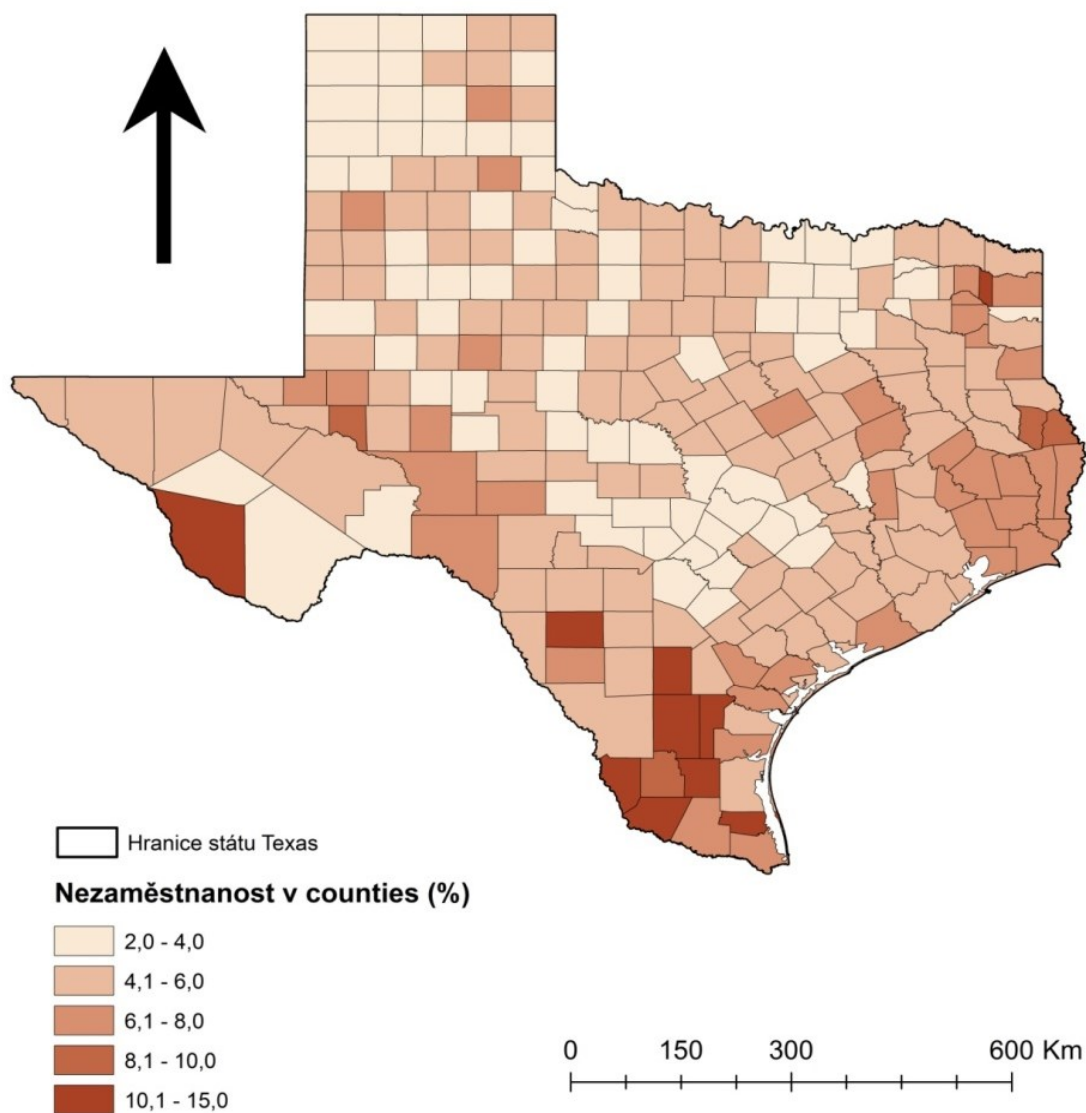 Hranice státu Texas
Nezaměstnanost v counties (%)
2,0 - 4,0
4,1 - 6,0
6,1 - 8,0
8,1 - 10,0
10,1 - 15,0
0 150 300 600 Km